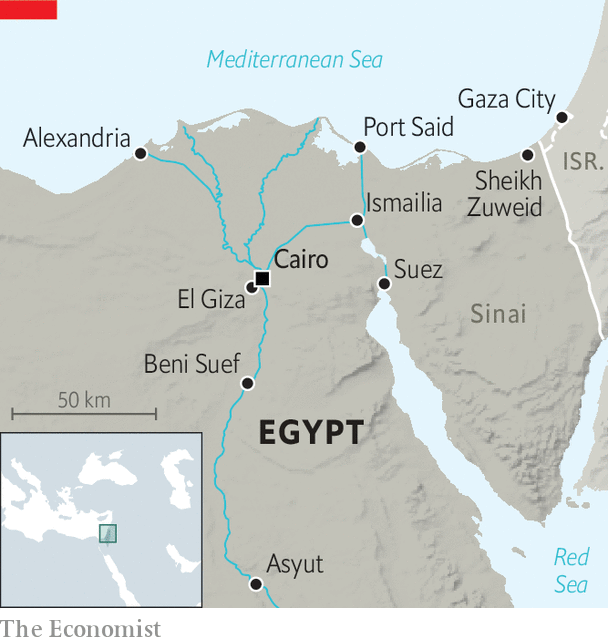 Mediterranean Sea
Gaza City
Alexandria
Port Said
ISR.
Sheikh
Zuweid
Ismailia
Cairo
Suez
El Giza
Sinai
Beni Suef
50 km
EGYPT
Asyut
Red
Sea
The Economist